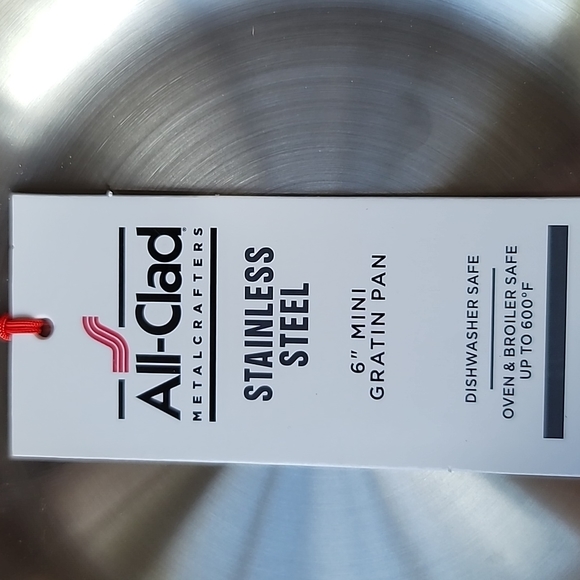 All-Clad®
METALCRAFTERS
STAINLESS
STEEL
6" MINI
GRATIN PAN
DISHWASHER SAFE
OVEN & BROILER SAFE
UP TO 600°F